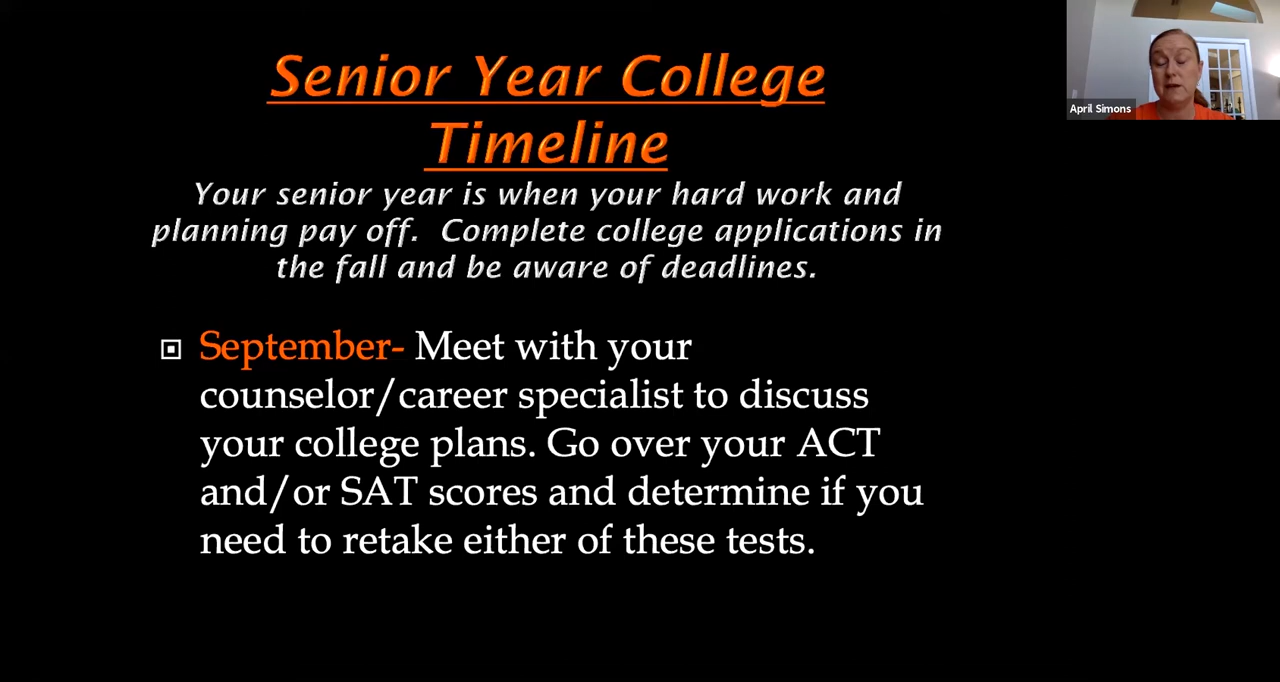 Senior Year College
Timeline
Your senior year is when your hard work and
planning pay off.  Complete college applications in
the fall and be aware of deadlines.
September- Meet with your
counselor/career specialist to discuss
your college plans. Go over your ACT
and/or SAT scores and determine if you
need to retake either of these tests.
April Simons